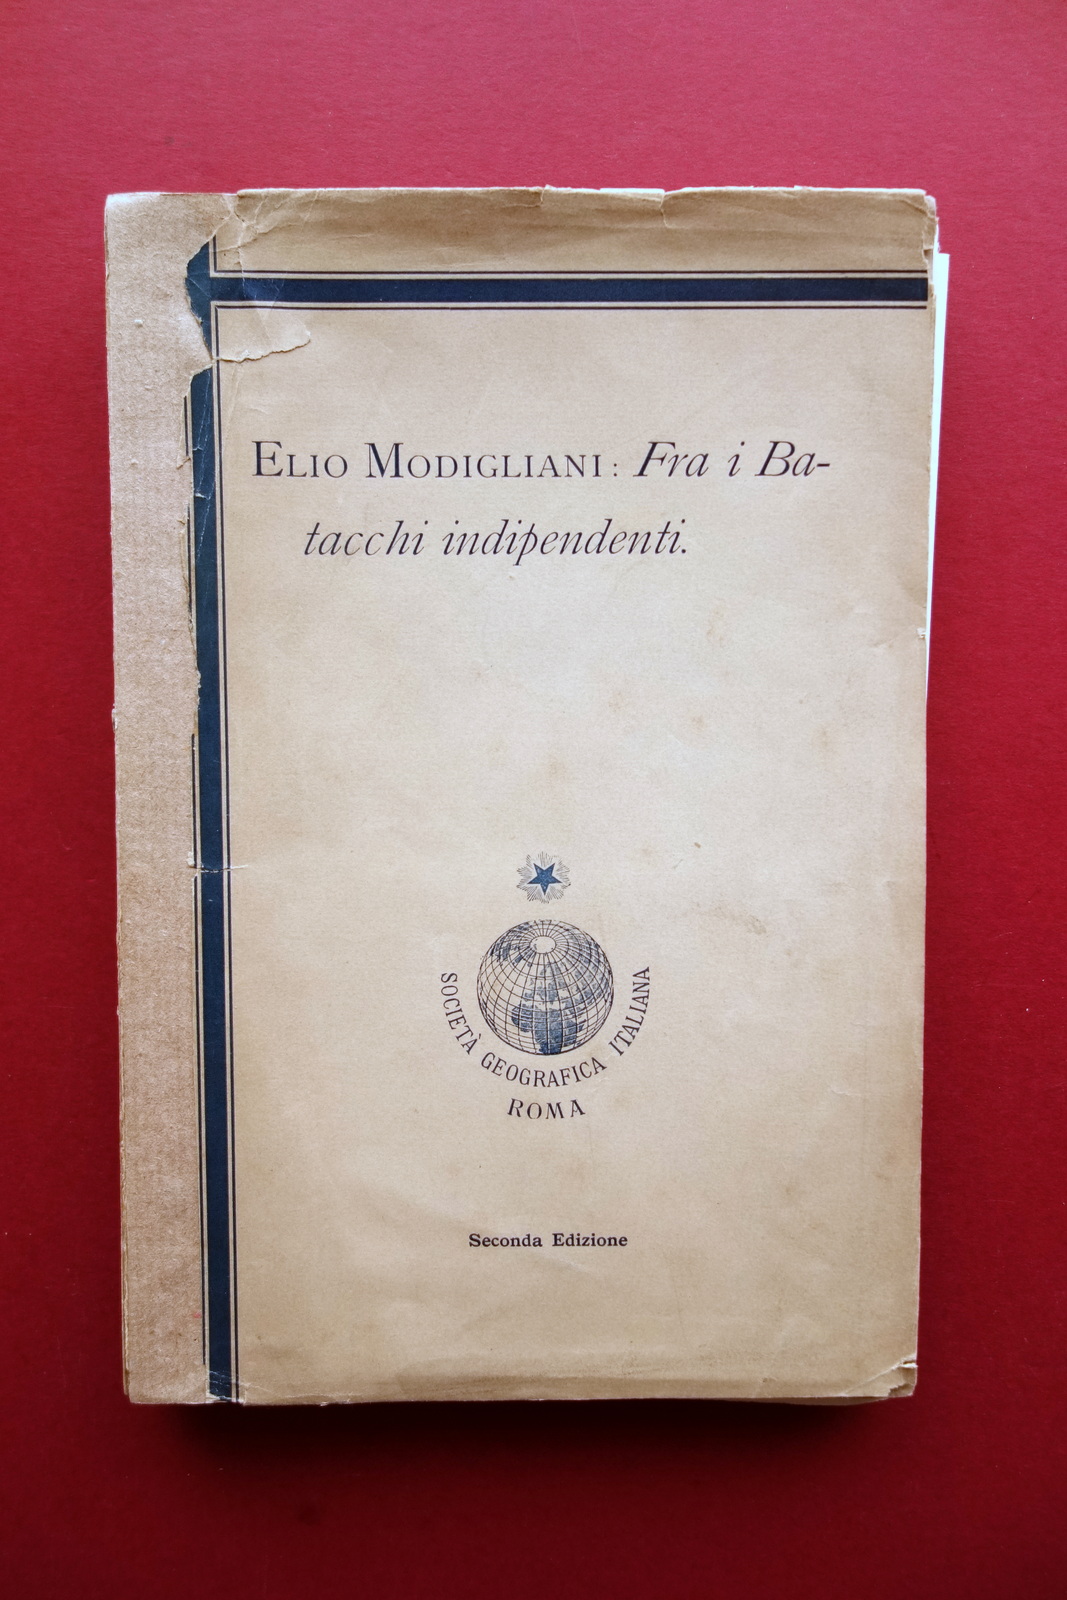 ELIO MODIGLIANI: Fra i Ba-
tacchi indipendenti.
SOCIETÀ GEOGRAFICA ITALIANA
ROMA
Seconda Edizione